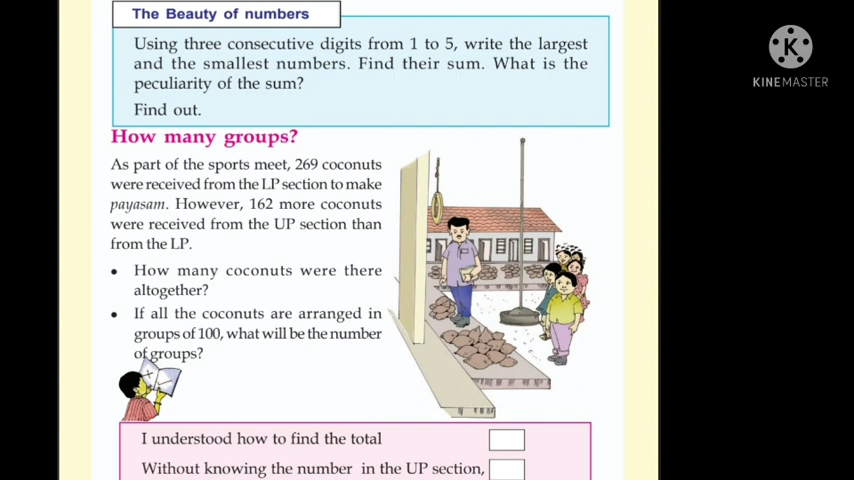 The Beauty of numbers
Using three consecutive digits from 1 to 5, write the largest
and the smallest numbers. Find their sum. What is the
peculiarity of the sum?
Find out.
K
KINEMASTER
How many groups?
As part of the sports meet, 269 coconuts
were received from the LP section to make
payasam. However, 162 more coconuts
were received from the UP section than
from the LP.
• How many coconuts were there
altogether?
• If all the coconuts are arranged in
groups of 100, what will be the number
of groups?
I understood how to find the total
Without knowing the number in the UP section,